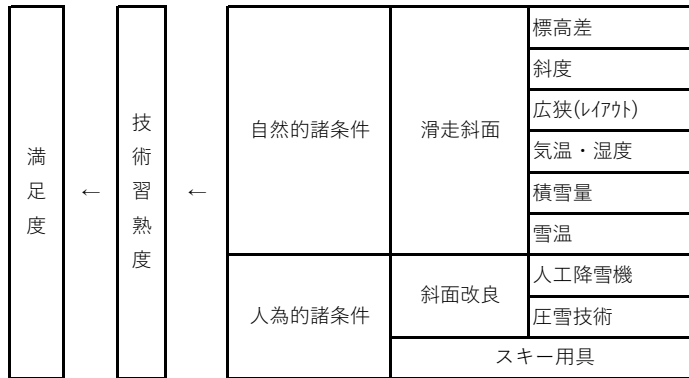 満足度
←
技術習熟度
←
自然的諸条件
滑走斜面
標高差
斜度
広狭(ﾚｲｱｳﾄ)
気温・湿度
積雪量
雪温
人為的諸条件
斜面改良
人工降雪機
圧雪技術
スキー用具